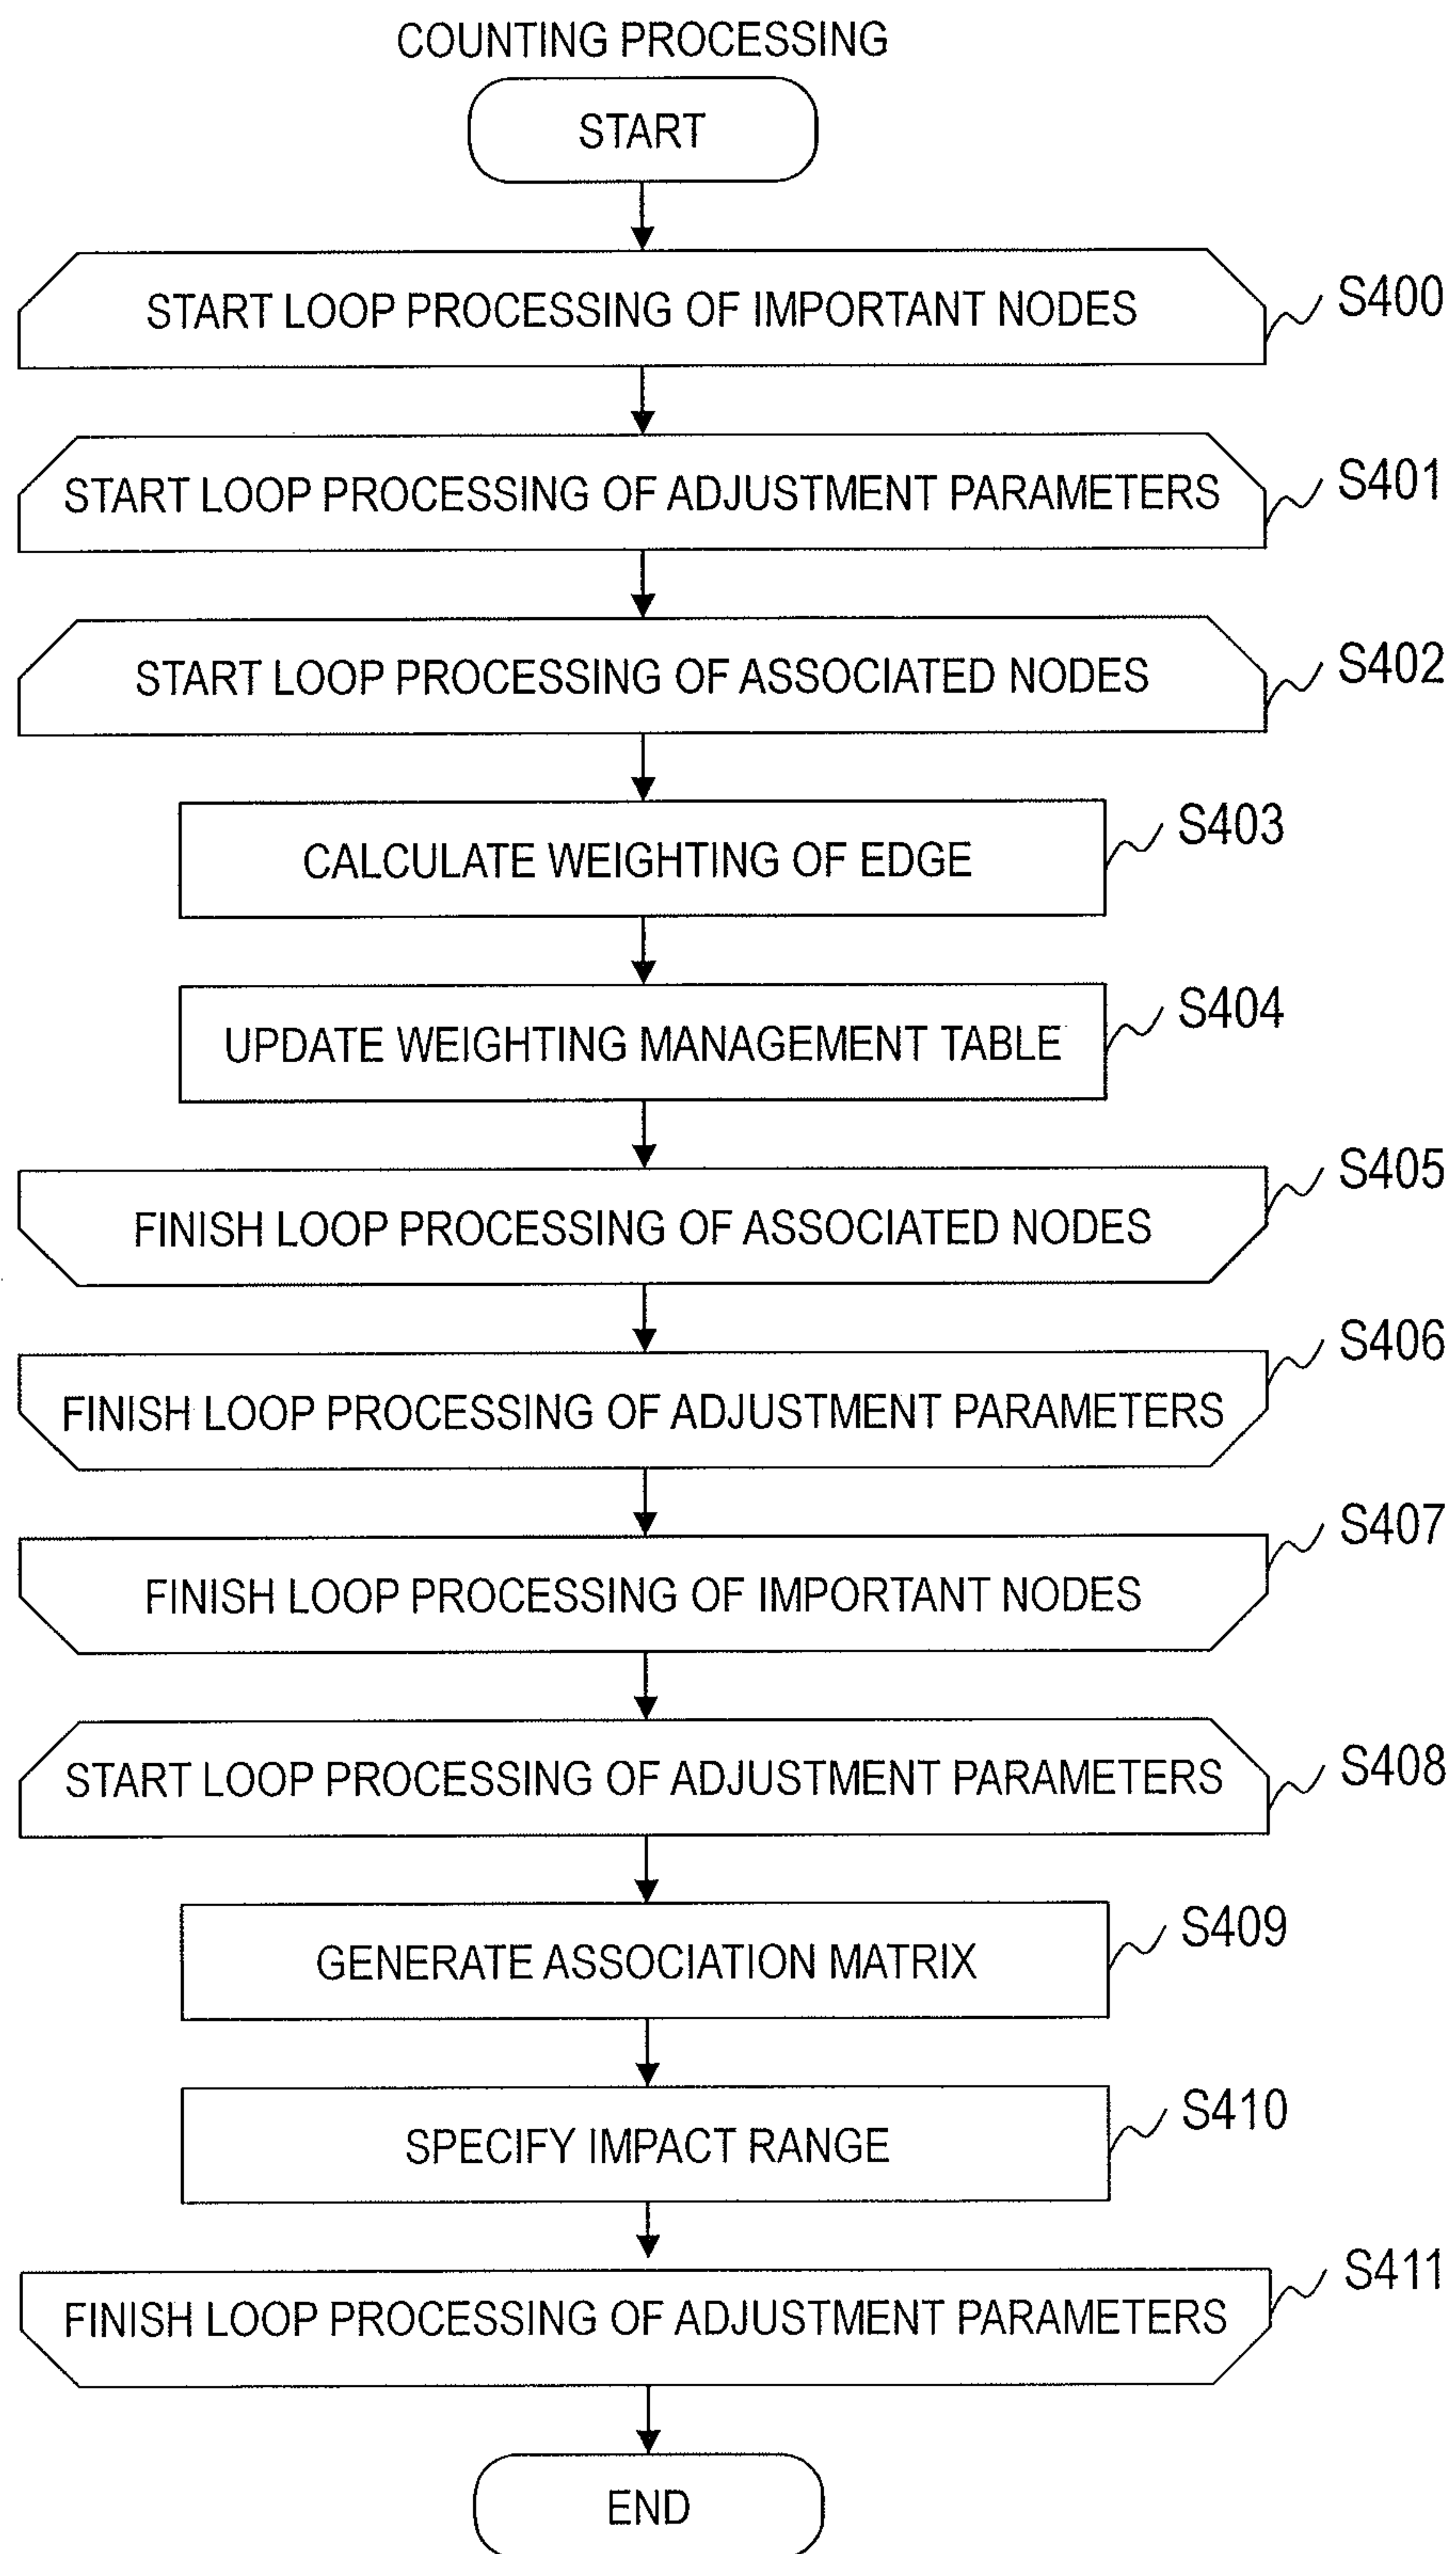 COUNTING PROCESSING
START
START LOOP PROCESSING OF IMPORTANT NODES
S400
START LOOP PROCESSING OF ADJUSTMENT PARAMETERS
S401
START LOOP PROCESSING OF ASSOCIATED NODES
S402
CALCULATE WEIGHTING OF EDGE
S403
UPDATE WEIGHTING MANAGEMENT TABLE
S404
FINISH LOOP PROCESSING OF ASSOCIATED NODES
S405
FINISH LOOP PROCESSING OF ADJUSTMENT PARAMETERS
S406
FINISH LOOP PROCESSING OF IMPORTANT NODES
S407
START LOOP PROCESSING OF ADJUSTMENT PARAMETERS
S408
GENERATE ASSOCIATION MATRIX
S409
SPECIFY IMPACT RANGE
S410
FINISH LOOP PROCESSING OF ADJUSTMENT PARAMETERS
S411
END